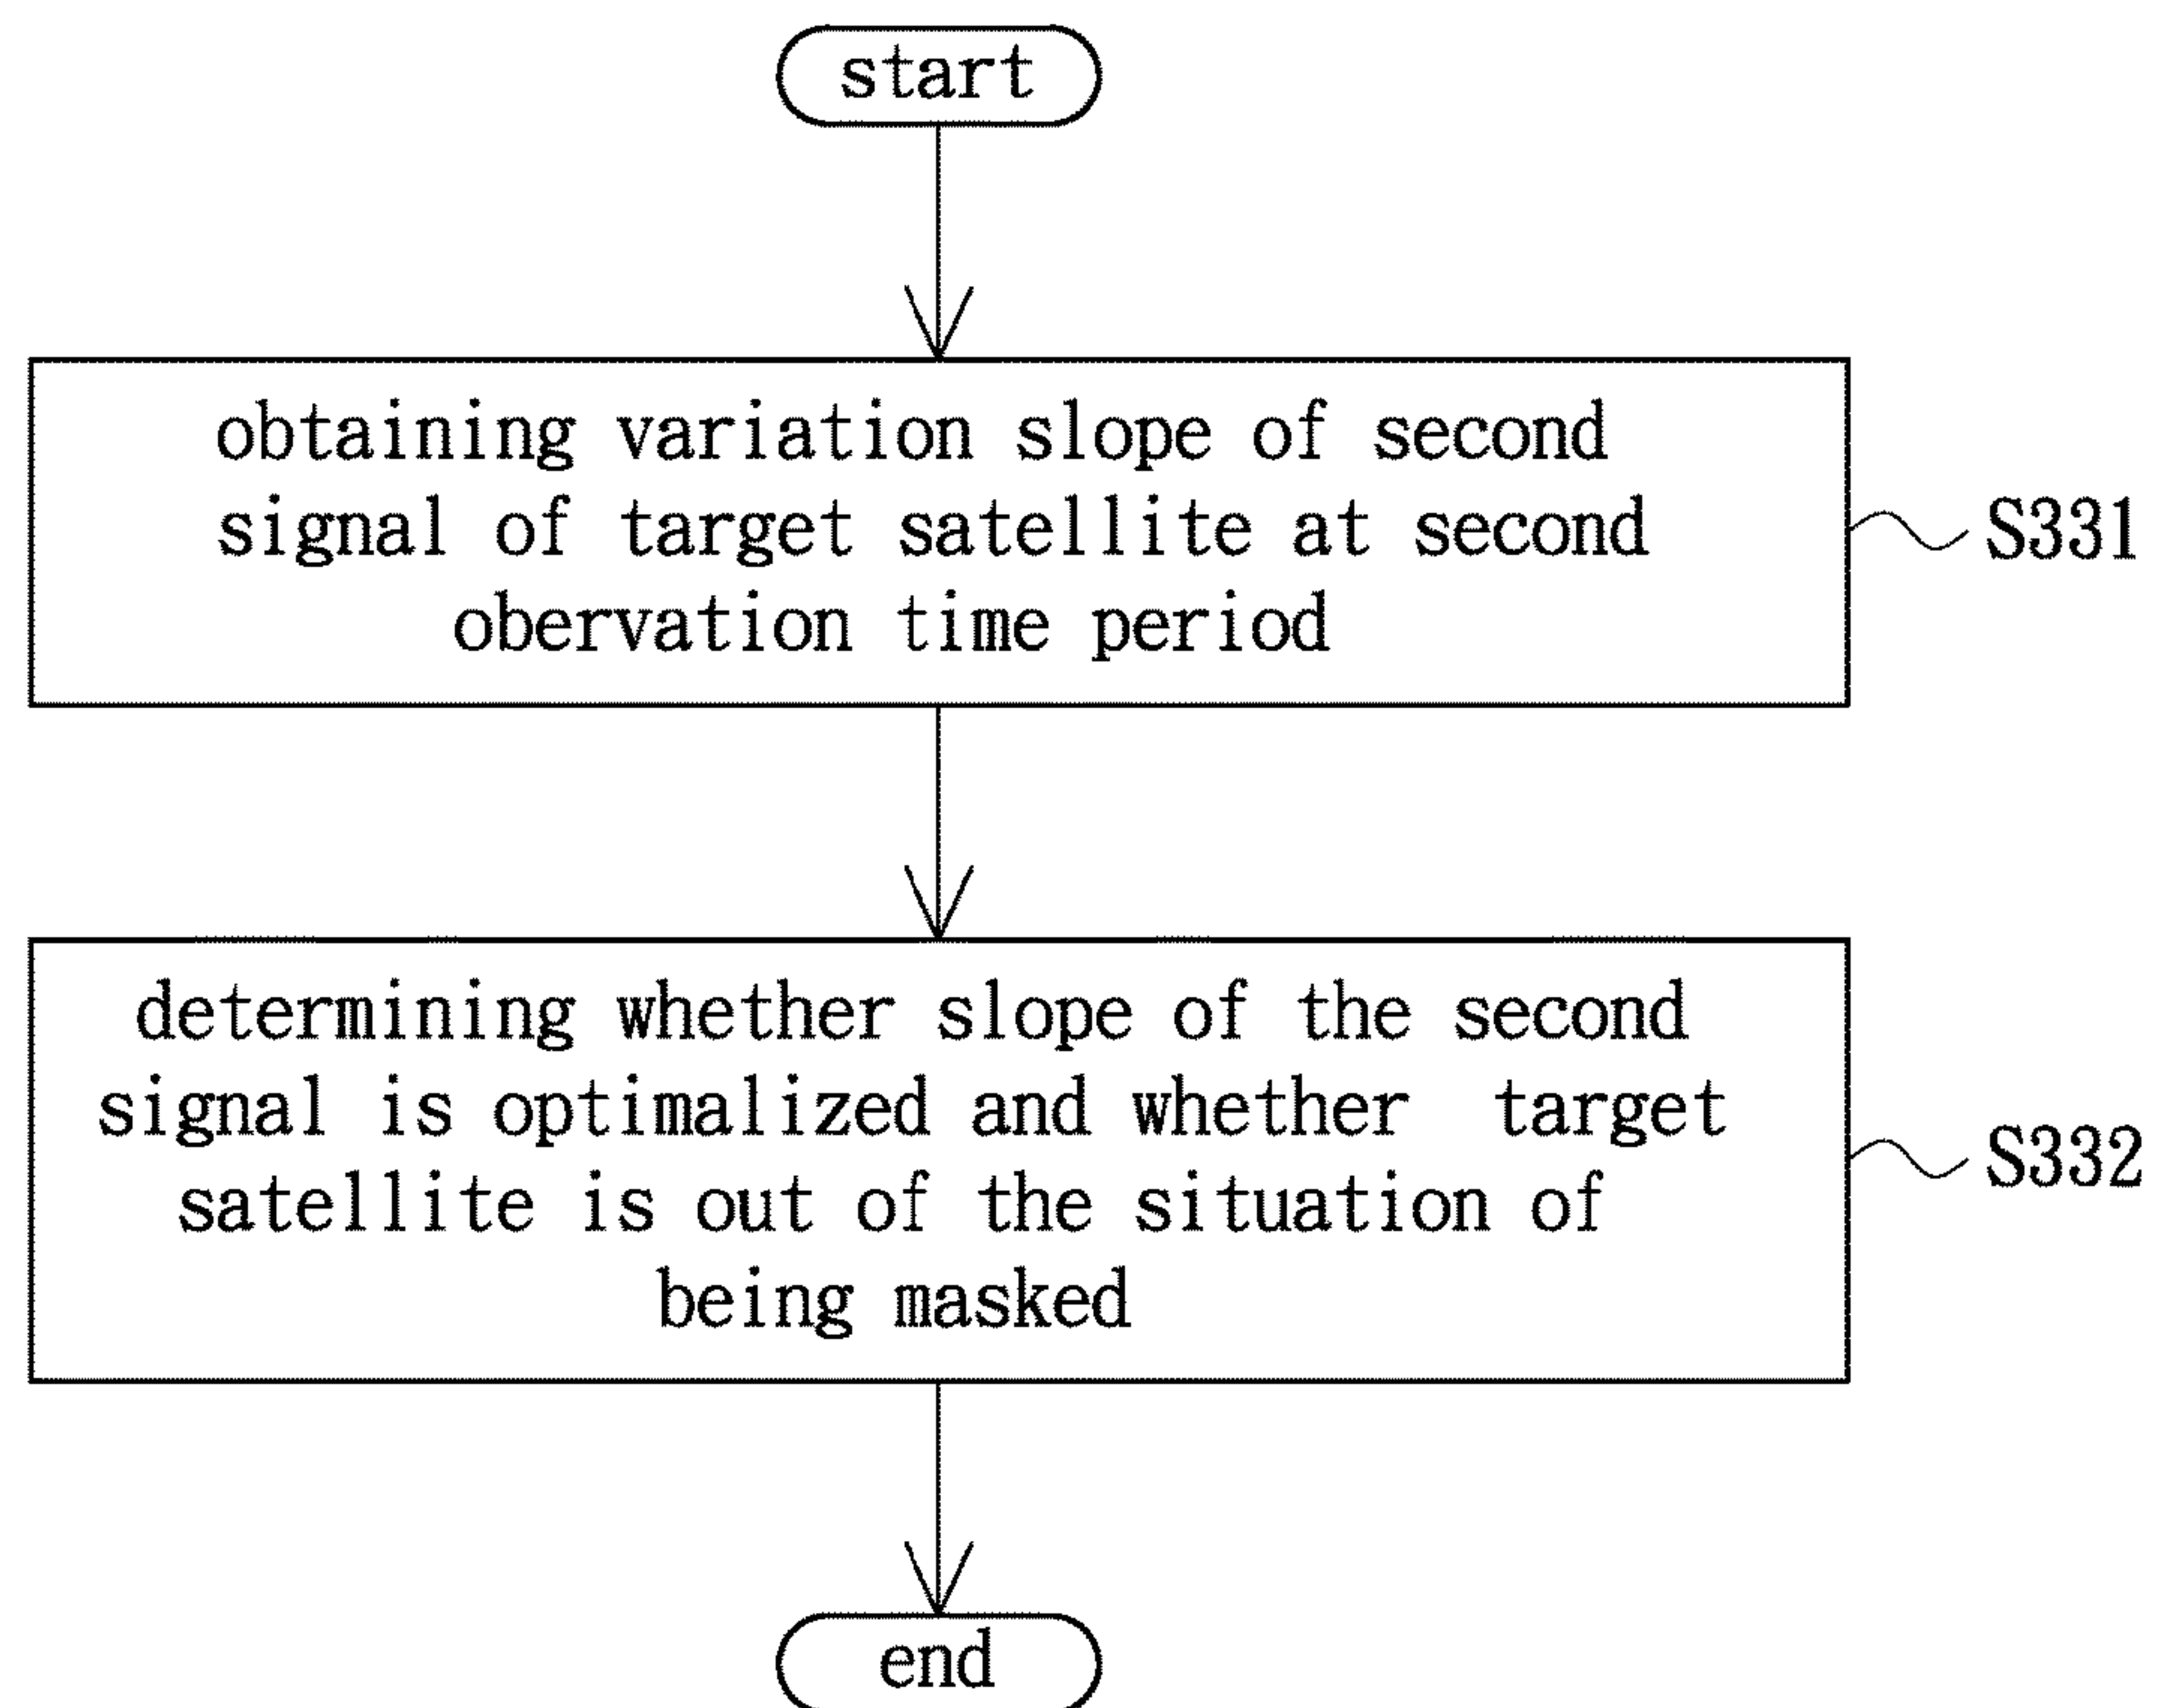 start
obtaining variation slope of second
signal of target satellite at second
obervation time period
S331
determining whether slope of the second
signal is optimalized and whether target
satellite is out of the situation of
being masked
S332
end